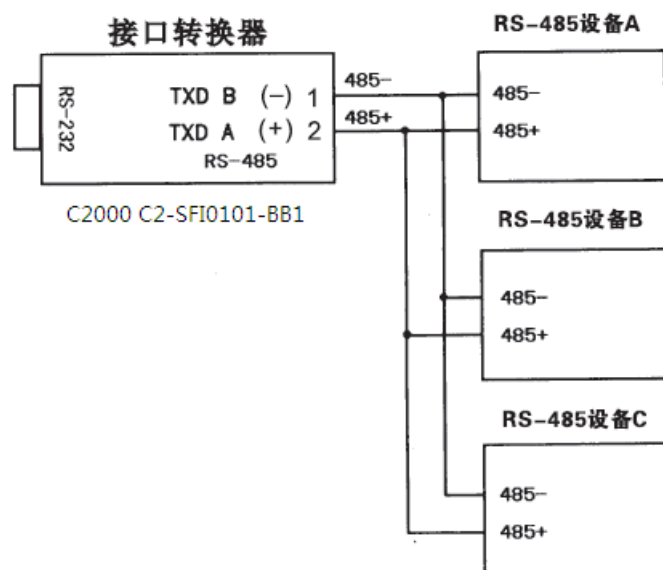 接口转换器
RS-232
TXD B (-) 1
TXD A (+) 2
RS-485
C2000 C2-SFI0101-BB1
485-
485+
RS-485设备A
485-
485+
RS-485设备B
485-
485+
RS-485设备C
485-
485+